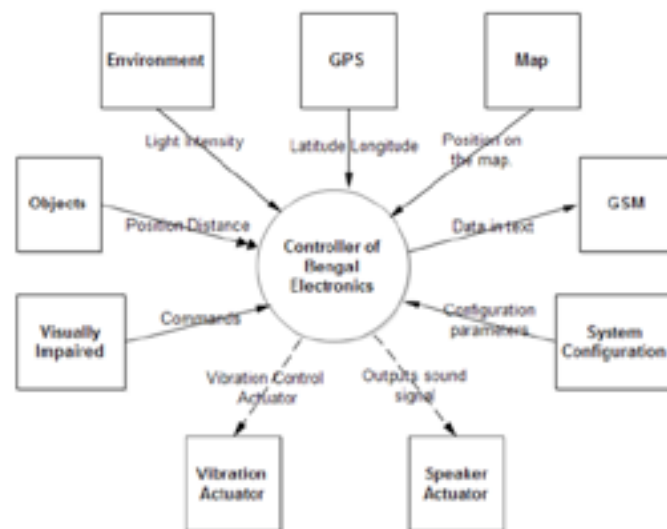 Environment
GPS
Map
Light Intensity
Latitude Longitude
Position on
the map.
Objects
GSM
Position Distance
Data in text
Controller of
Bengal
Electronics
Visually
Impaired
Commands
Configuration
parameters
System
Configuration
Vibration Control
Actuator
Outputs sound
signal
Vibration
Actuator
Speaker
Actuator